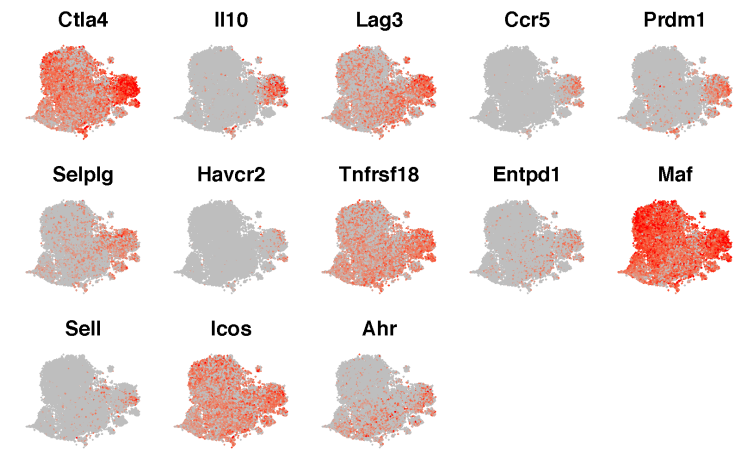 Ctla4 Il10 Lag3 Ccr5 Prdm1
Selplg Havcr2 Tnfrsf18 Entpd1 Maf
Sell Icos Ahr